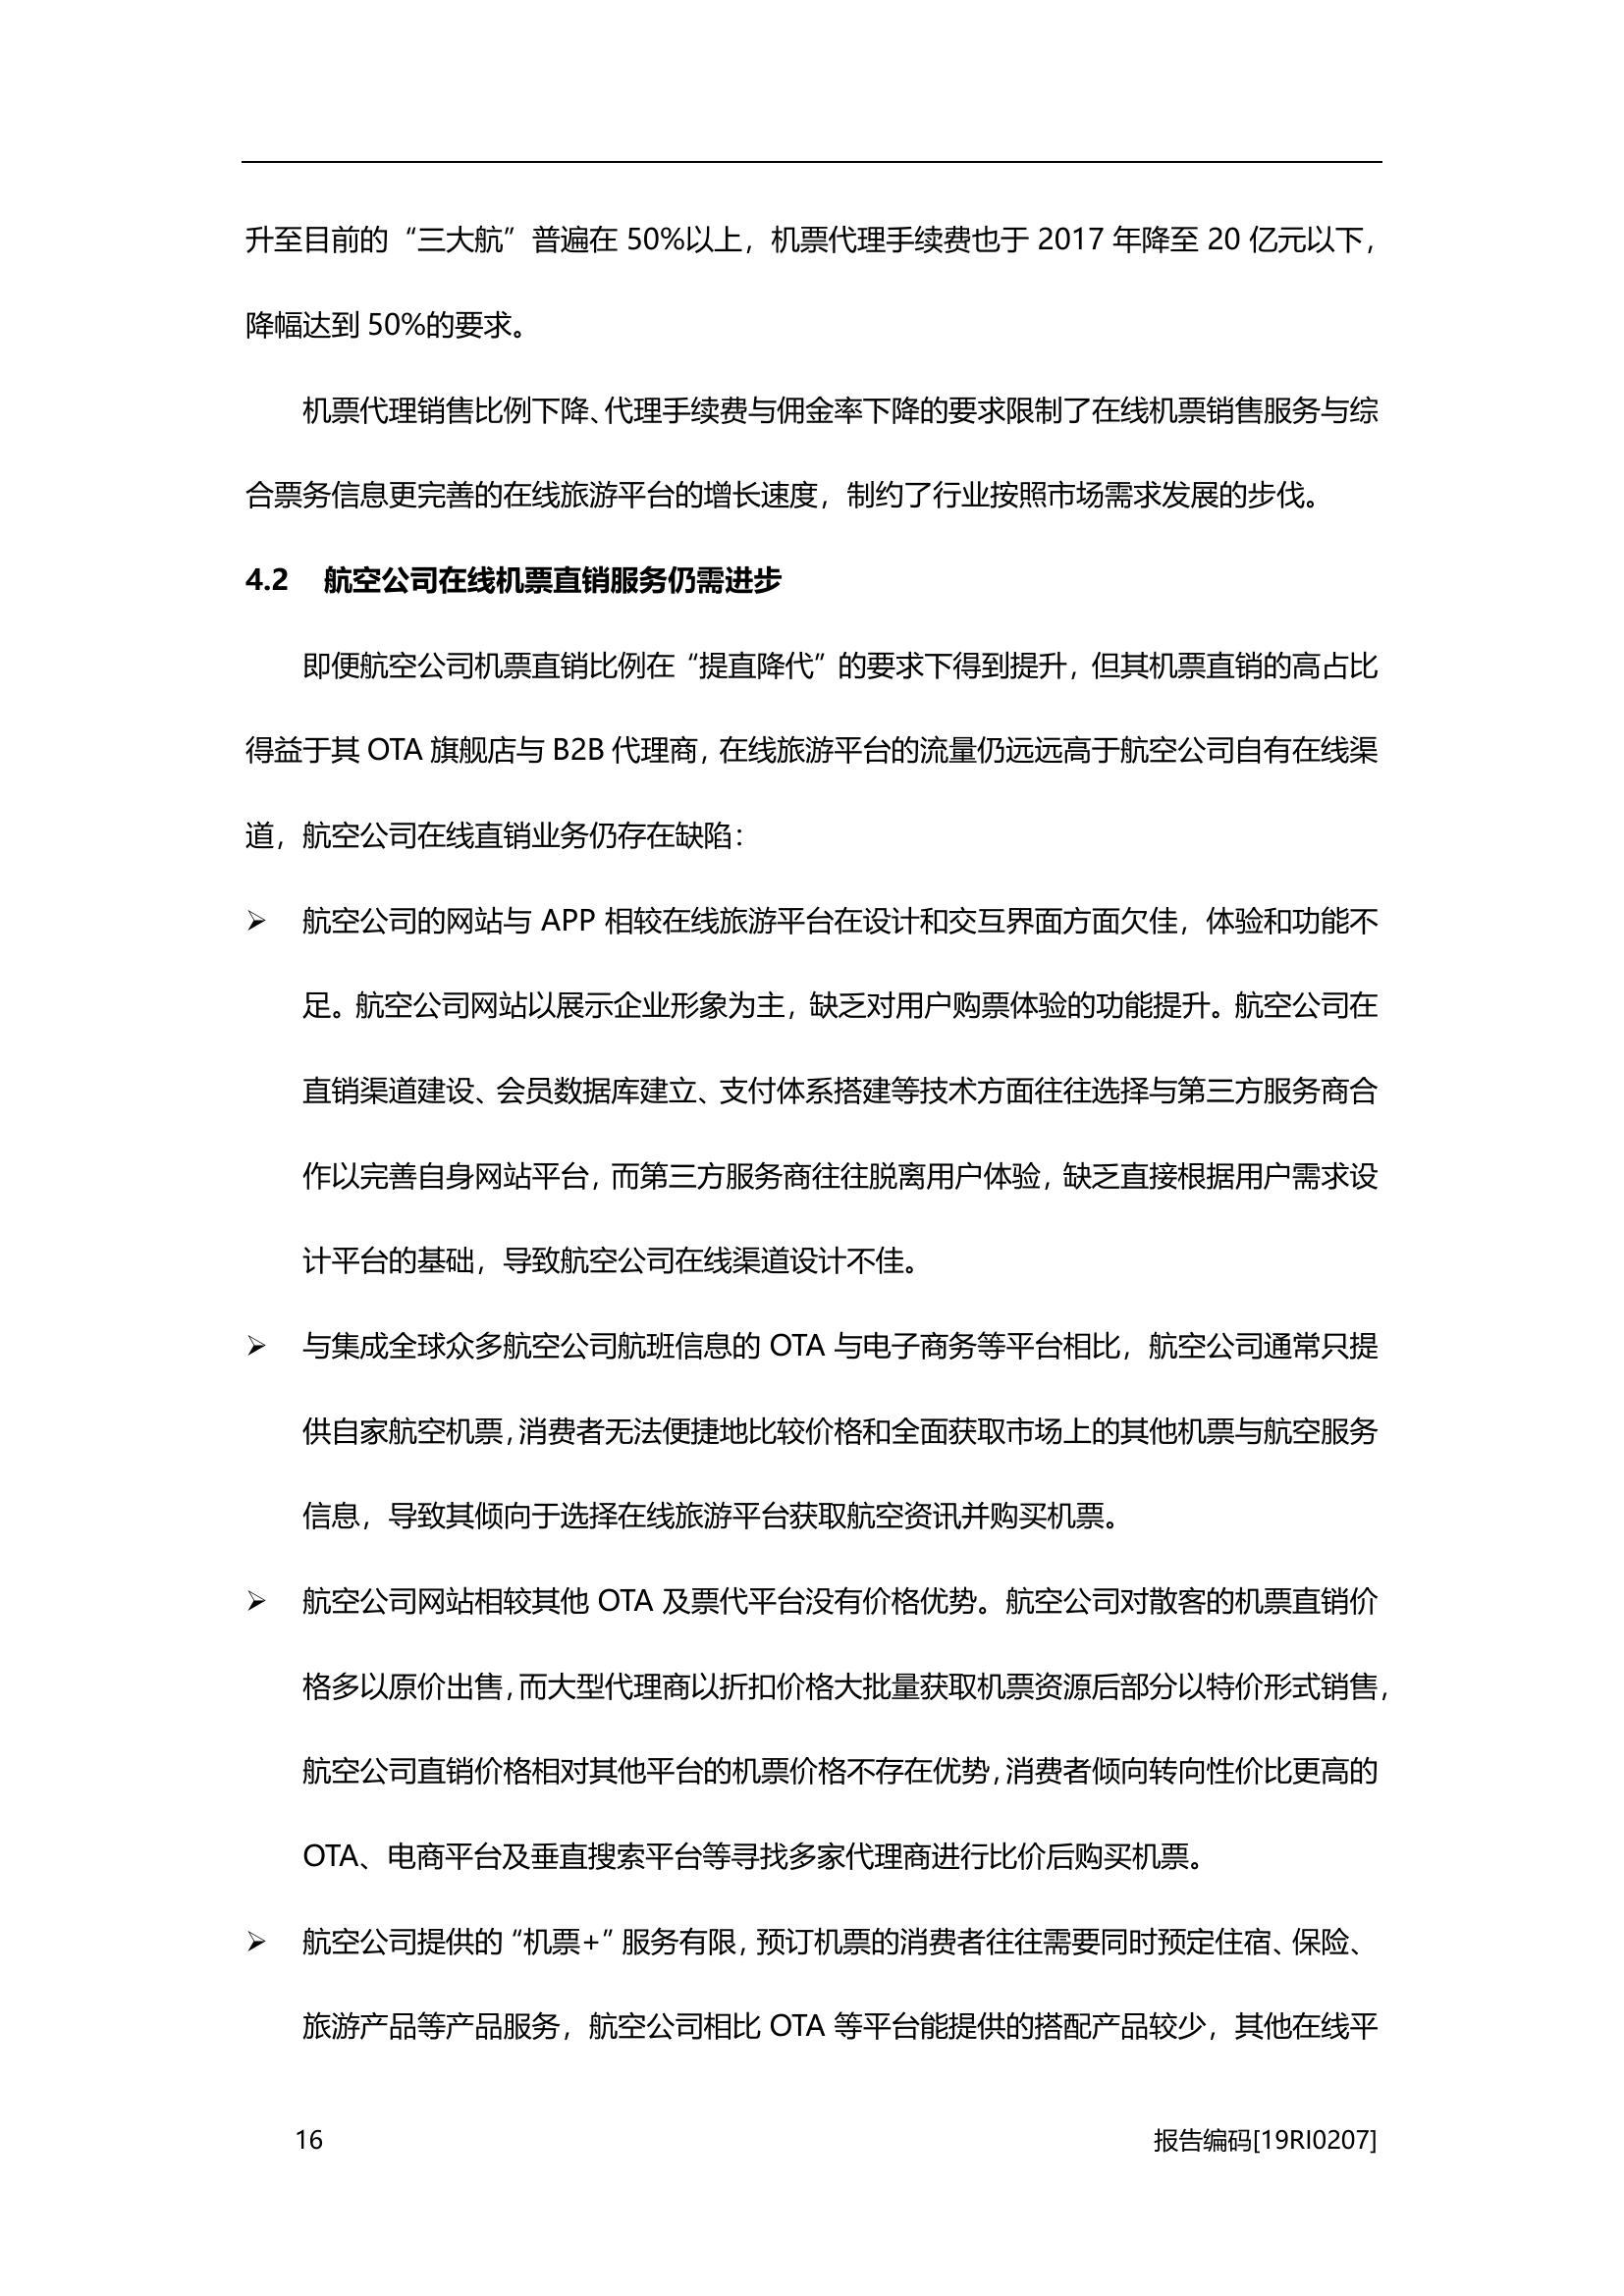 升至目前的“三大航”普遍在 50%以上，机票代理手续费也于 2017 年降至 20 亿元以下，
降幅达到 50%的要求。
机票代理销售比例下降、代理手续费与佣金率下降的要求限制了在线机票销售服务与综
合票务信息更完善的在线旅游平台的增长速度，制约了行业按照市场需求发展的步伐。
4.2 航空公司在线机票直销服务仍需进步
即便航空公司机票直销比例在“提直降代”的要求下得到提升，但其机票直销的高占比
得益于其 OTA 旗舰店与 B2B 代理商，在线旅游平台的流量仍远远高于航空公司自有在线渠
道，航空公司在线直销业务仍存在缺陷：
➢ 航空公司的网站与 APP 相较在线旅游平台在设计和交互界面方面欠佳，体验和功能不
足。航空公司网站以展示企业形象为主，缺乏对用户购票体验的功能提升。航空公司在
直销渠道建设、会员数据库建立、支付体系搭建等技术方面往往选择与第三方服务商合
作以完善自身网站平台，而第三方服务商往往脱离用户体验，缺乏直接根据用户需求设
计平台的基础，导致航空公司在线渠道设计不佳。
➢ 与集成全球众多航空公司航班信息的 OTA 与电子商务等平台相比，航空公司通常只提
供自家航空机票，消费者无法便捷地比较价格和全面获取市场上的其他机票与航空服务
信息，导致其倾向于选择在线旅游平台获取航空资讯并购买机票。
➢ 航空公司网站相较其他 OTA 及票代平台没有价格优势。航空公司对散客的机票直销价
格多以原价出售，而大型代理商以折扣价格大批量获取机票资源后部分以特价形式销售，
航空公司直销价格相对其他平台的机票价格不存在优势，消费者倾向转向性价比更高的
OTA、电商平台及垂直搜索平台等寻找多家代理商进行比价后购买机票。
➢ 航空公司提供的“机票+”服务有限，预订机票的消费者往往需要同时预定住宿、保险、
旅游产品等产品服务，航空公司相比 OTA 等平台能提供的搭配产品较少，其他在线平
16 报告编码[19RI0207]